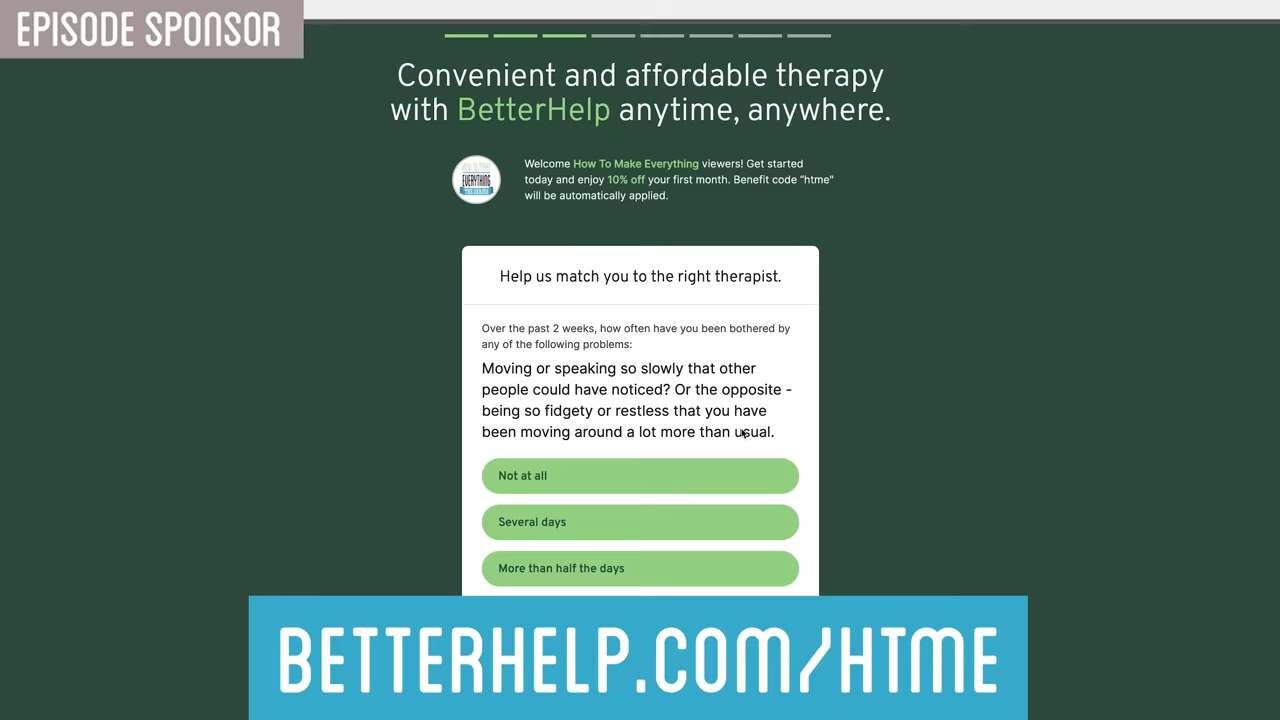 EPISODE SPONSOR
Convenient and affordable therapy
with BetterHelp anytime, anywhere.
EVERYTHING
Welcome How To Make Everything viewers! Get started
today and enjoy 10% off your first month. Benefit code “htme”
will be automatically applied.
Help us match you to the right therapist.
Over the past 2 weeks, how often have you been bothered by
any of the following problems:
Moving or speaking so slowly that other
people could have noticed? Or the opposite -
being so fidgety or restless that you have
been moving around a lot more than usual.
Not at all
Several days
More than half the days
BETTERHELP.COM/HTME